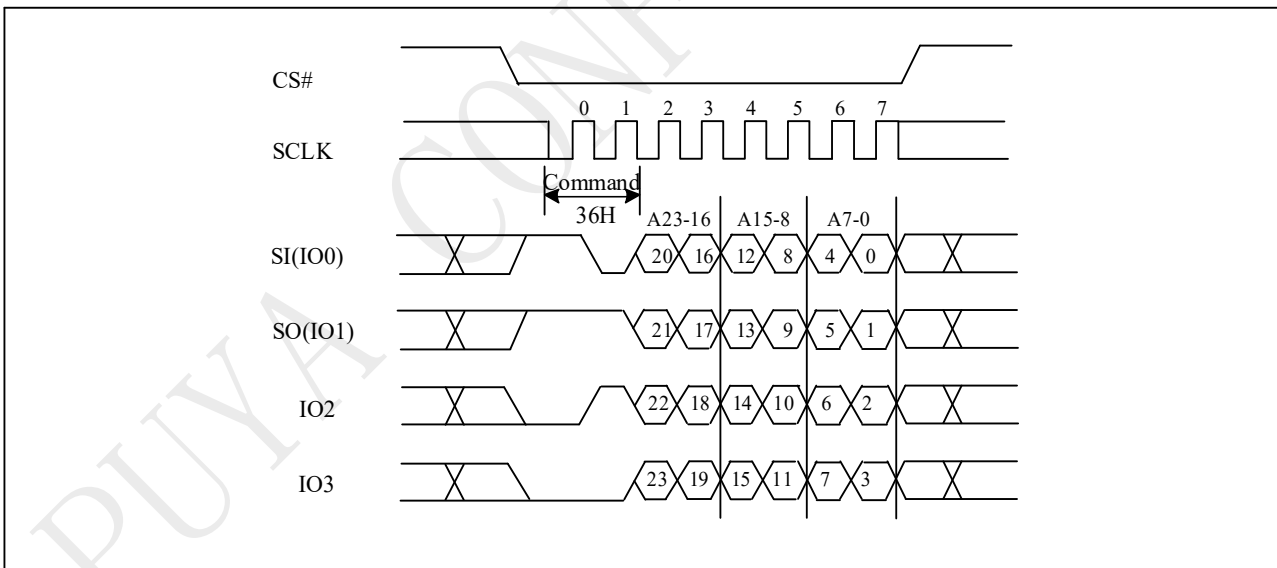 CS#
0 1 2 3 4 5 6 7
SCLK
Command
36H
A23-16 A15-8 A7-0
SI(IO0) 20 16 12 8 4 0
SO(IO1) 21 17 13 9 5 1
IO2 22 18 14 10 6 2
IO3 23 19 15 11 7 3
PUYA CONF